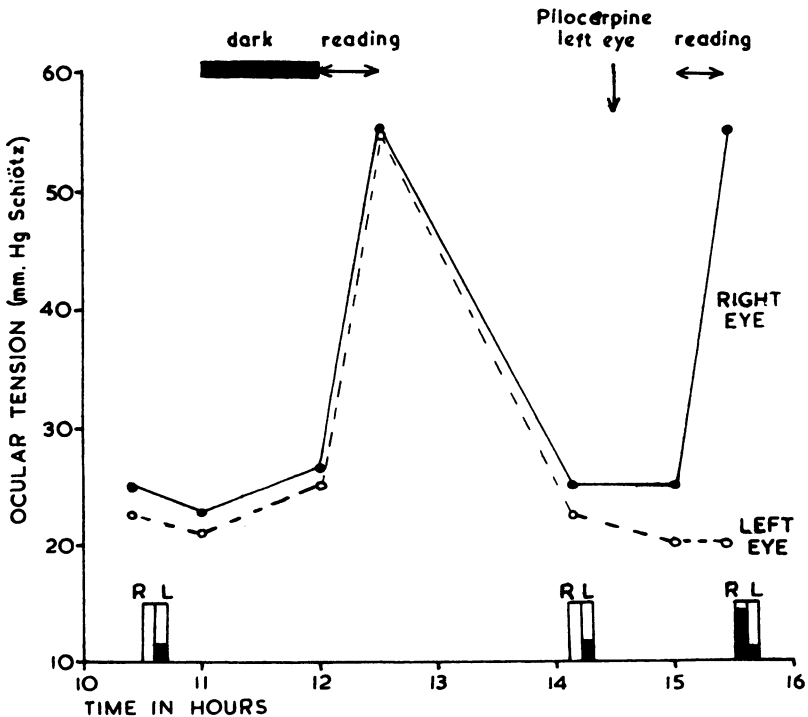 dark
reading
Pilocarpine
left eye
reading
OCULAR TENSION (mm. Hg Schiötz)
60
50
40
30
20
10
RIGHT
EYE
LEFT
EYE
R L
R L
R L
10 11 12 13 14 15 16
TIME IN HOURS